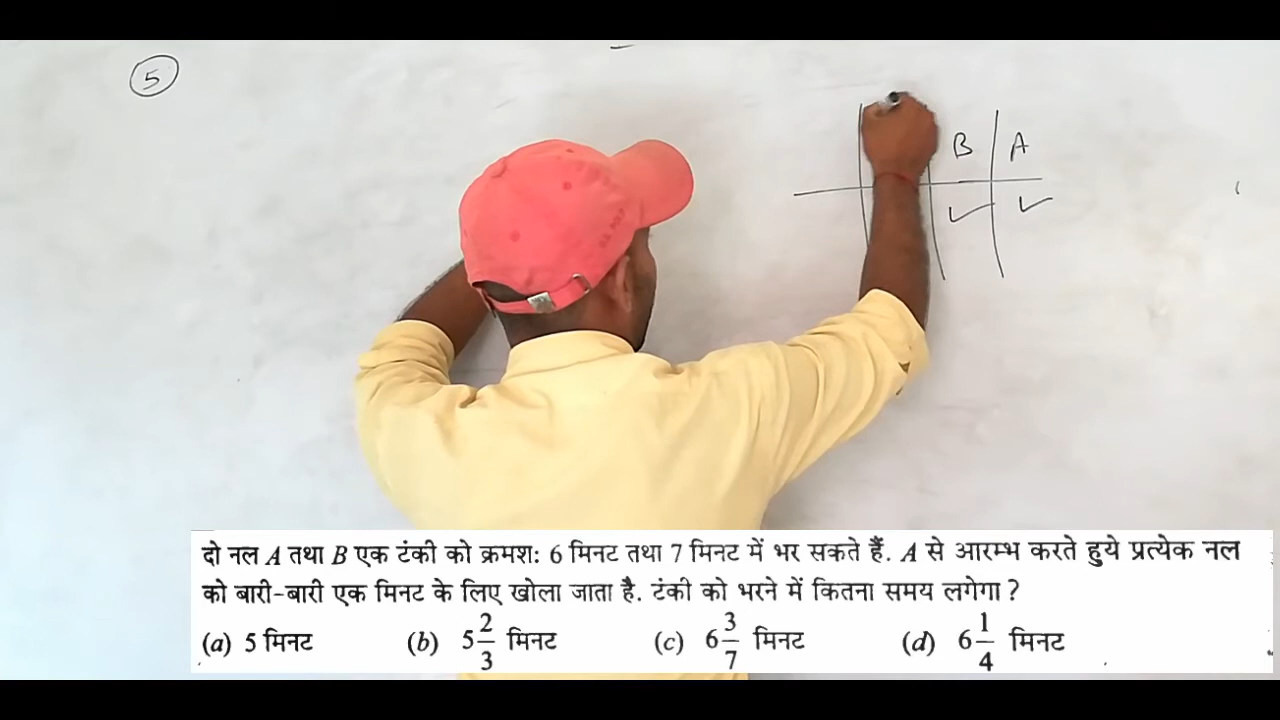 5
B A
दो नल A तथा B एक टंकी को क्रमश: 6 मिनट तथा 7 मिनट में भर सकते हैं. A से आरम्भ करते हुये प्रत्येक नल
को बारी-बारी एक मिनट के लिए खोला जाता है. टंकी को भरने में कितना समय लगेगा ?
(a) 5 मिनट (b) 5 2/3 मिनट (c) 6 3/7 मिनट (d) 6 1/4 मिनट